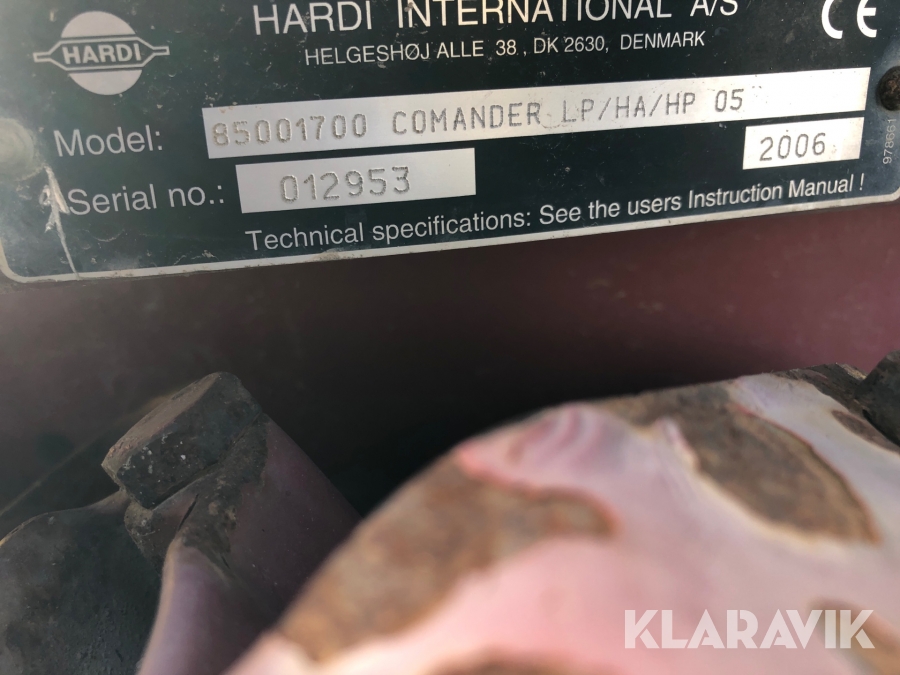 HARDI INTERNATIONAL A/S
HARDI
HELGESHØJ ALLE 38, DK 2630, DENMARK
CE
Model: 85001700 COMANDER LP/HA/HP 05
2006
978661
Serial no.: 012953
Technical specifications: See the users Instruction Manual!
KLARAVIK